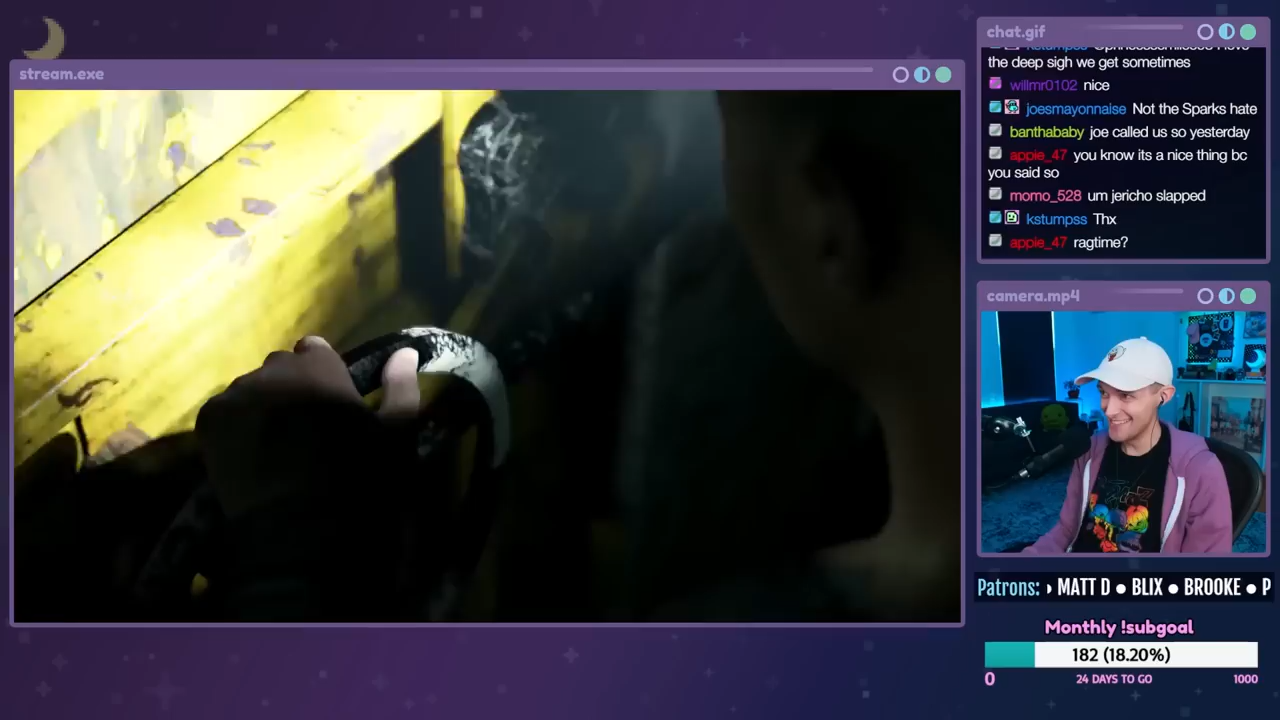 stream.exe
chat.gif
the deep sigh we get sometimes
willmr0102 nice
joesmayonnaise Not the Sparks hate
banthababy joe called us so yesterday
appie_47 you know its a nice thing bc
you said so
momo_528 um jericho slapped
kstumpss Thx
appie_47 ragtime?
camera.mp4
Patrons: MATT D ● BLIX ● BROOKE ● P
Monthly !subgoal
182 (18.20%)
0 24 DAYS TO GO 1000